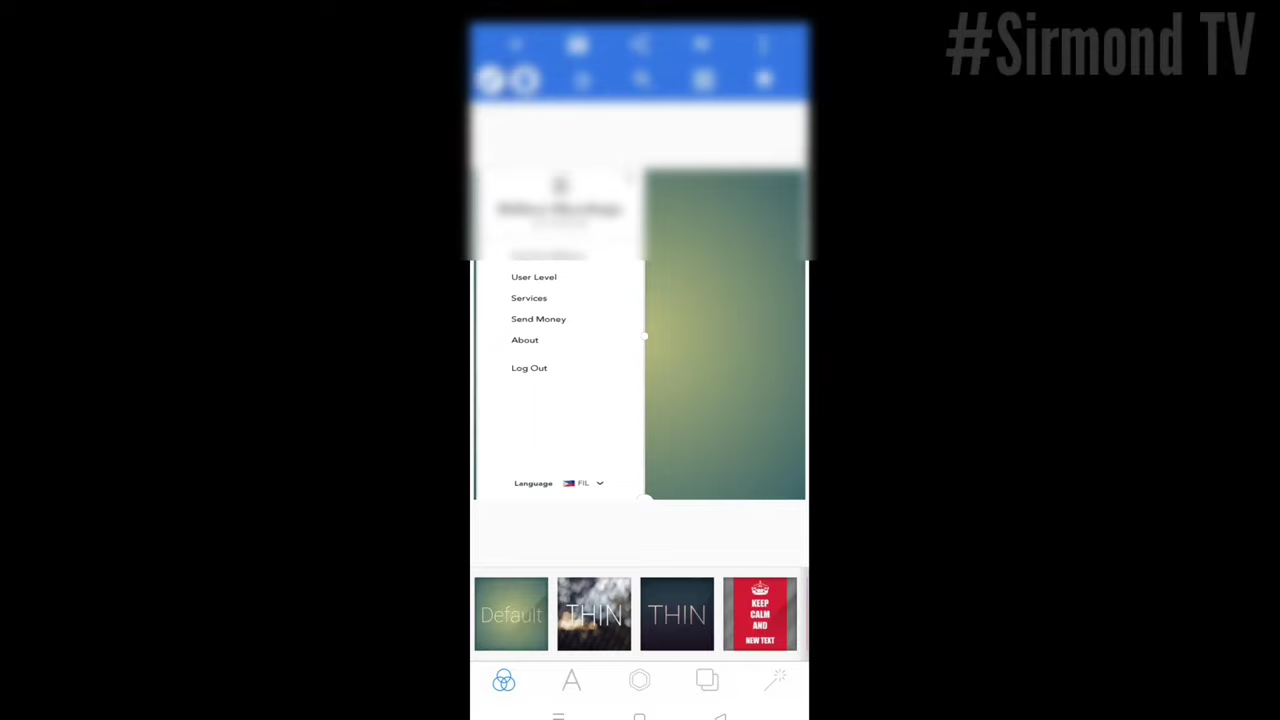 #Sirmond TV
User Level
Services
Send Money
About
Log Out
Language FIL
Default
THIN
THIN
KEEP
CALM
AND
NEW TEXT
A